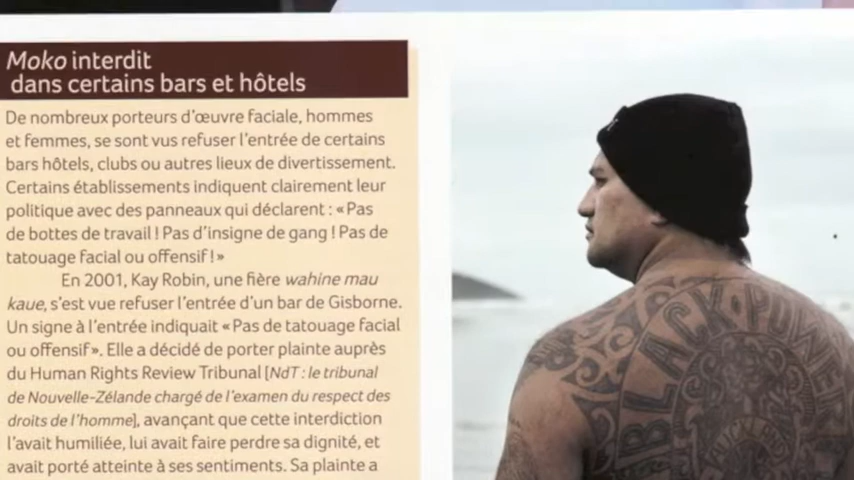 Moko interdit
dans certains bars et hôtels
De nombreux porteurs d'œuvre faciale, hommes
et femmes, se sont vus refuser l'entrée de certains
bars hôtels, clubs ou autres lieux de divertissement.
Certains établissements indiquent clairement leur
politique avec des panneaux qui déclarent : « Pas
de bottes de travail ! Pas d'insigne de gang ! Pas de
tatouage facial ou offensif ! »
En 2001, Kay Robin, une fière wahine mau
kaue, s'est vue refuser l'entrée d'un bar de Gisborne.
Un signe à l'entrée indiquait « Pas de tatouage facial
ou offensif ». Elle a décidé de porter plainte auprès
du Human Rights Review Tribunal [NdT : le tribunal
de Nouvelle-Zélande chargé de l'examen du respect des
droits de l'homme], avançant que cette interdiction
l'avait humiliée, lui avait faire perdre sa dignité, et
avait porté atteinte à ses sentiments. Sa plainte a
BLACK POWER
BLACK